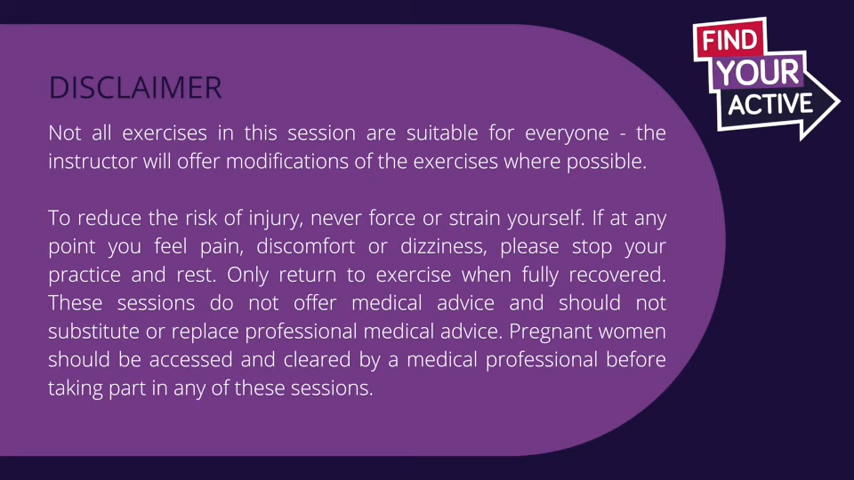 DISCLAIMER
Not all exercises in this session are suitable for everyone - the
instructor will offer modifications of the exercises where possible.
To reduce the risk of injury, never force or strain yourself. If at any
point you feel pain, discomfort or dizziness, please stop your
practice and rest. Only return to exercise when fully recovered.
These sessions do not offer medical advice and should not
substitute or replace professional medical advice. Pregnant women
should be accessed and cleared by a medical professional before
taking part in any of these sessions.
FIND
YOUR
ACTIVE